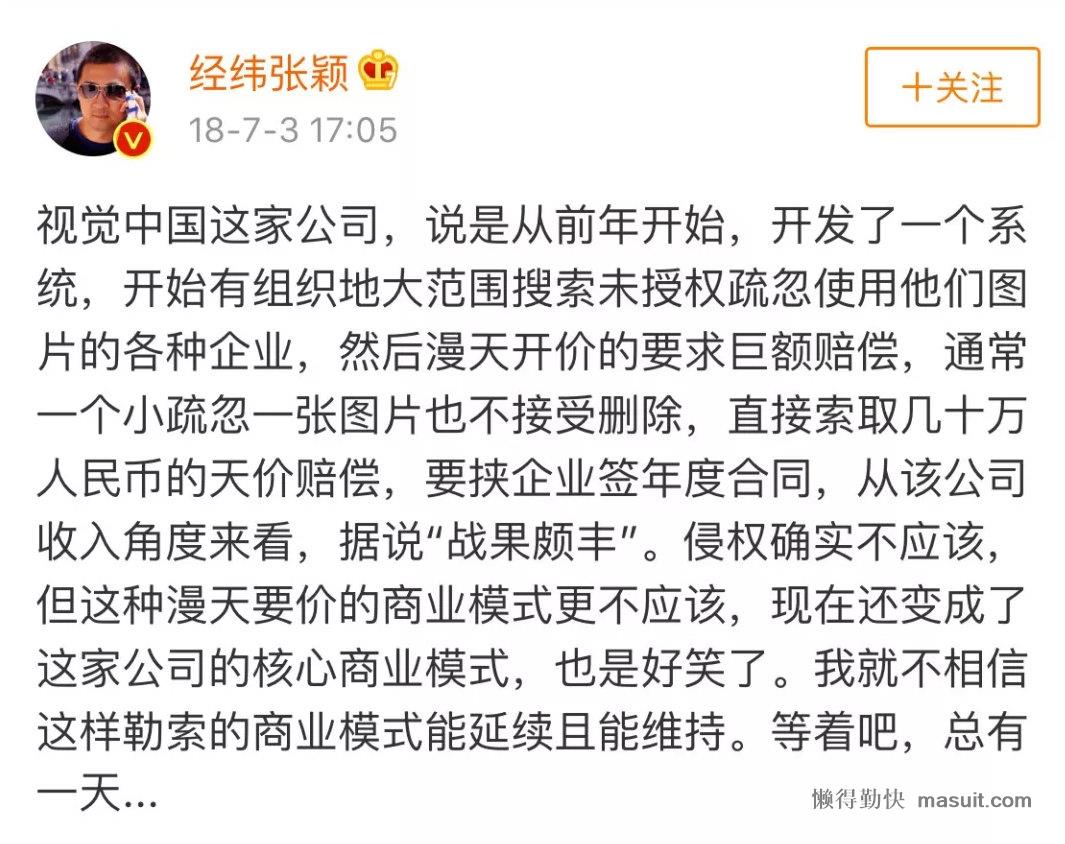 经纬张颖
18-7-3 17:05
十关注
视觉中国这家公司，说是从前年开始，开发了一个系
统，开始有组织地大范围搜索未授权疏忽使用他们图
片的各种企业，然后漫天开价的要求巨额赔偿，通常
一个小疏忽一张图片也不接受删除，直接索取几十万
人民币的天价赔偿，要挟企业签年度合同，从该公司
收入角度来看，据说“战果颇丰”。侵权确实不应该，
但这种漫天要价的商业模式更不应该，现在还变成了
这家公司的核心商业模式，也是好笑了。我就不相信
这样勒索的商业模式能延续且能维持。等着吧，总有
一天...
懒得勤快 masuit.com